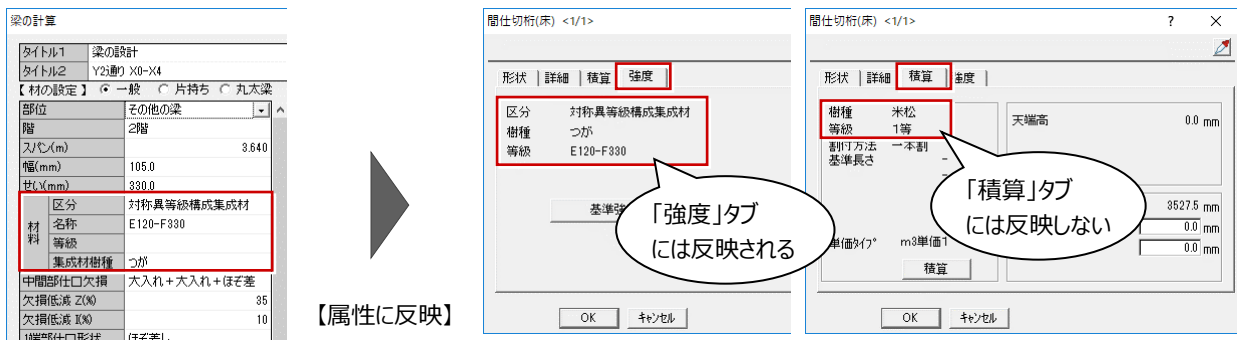 梁の計算
タイトル1 梁の設計
タイトル2 Y2通り X0-X4
【 材の設定 】 一般 片持ち 丸太梁
部位 その他の梁
階 2階
スパン(m) 3.640
幅(mm) 105.0
せい(mm) 330.0
材料
区分 対称異等級構成集成材
名称 E120-F330
等級
集成材樹種 つが
中間部仕口欠損 大入れ+大入れ+ほぞ差
欠損低減 Z(%) 35
欠損低減 I(%) 10
1端部仕口形状 ほぞ差し
【属性に反映】
間仕切桁(床) <1/1>
形状 詳細 積算 強度
区分 対称異等級構成集成材
樹種 つが
等級 E120-F330
基準強
「強度」タブ
には反映される
OK キャンセル
間仕切桁(床) <1/1> ? ×
形状 詳細 積算 強度
樹種 米松
等級 1等
割付方法 一本割
基準長さ -
-
天端高 0.0 mm
「積算」タブ
には反映しない
3527.5 mm
0.0 mm
0.0 mm
単価タイプ m3単価1
積算
OK キャンセル